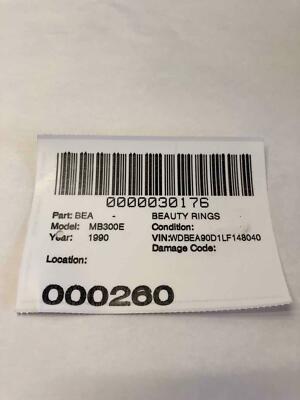 0000030176
Part: BEA - BEAUTY RINGS
Model: MB300E Condition:
Year: 1990 VIN:WDBEA90D1LF148040
Damage Code:
Location:
000260